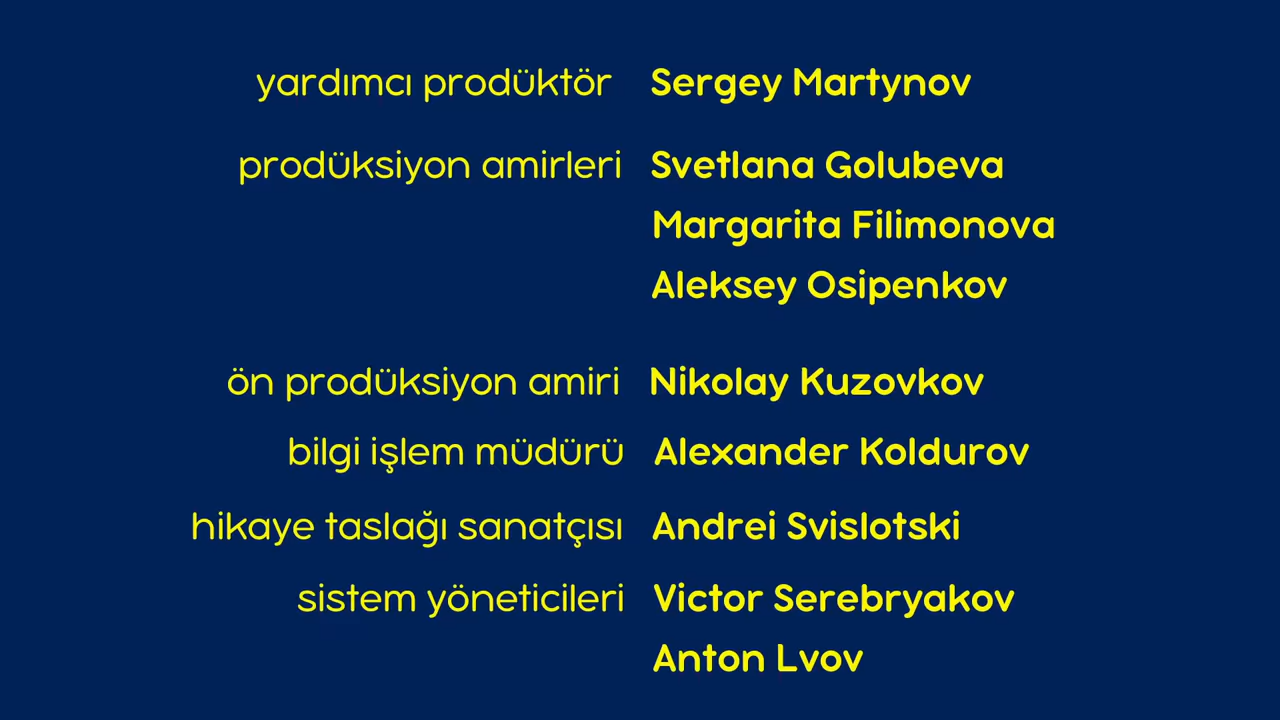 yardımcı prodüktör Sergey Martynov
prodüksiyon amirleri Svetlana Golubeva
Margarita Filimonova
Aleksey Osipenkov
ön prodüksiyon amiri Nikolay Kuzovkov
bilgi işlem müdürü Alexander Koldurov
hikaye taslağı sanatçısı Andrei Svislotski
sistem yöneticileri Victor Serebryakov
Anton Lvov